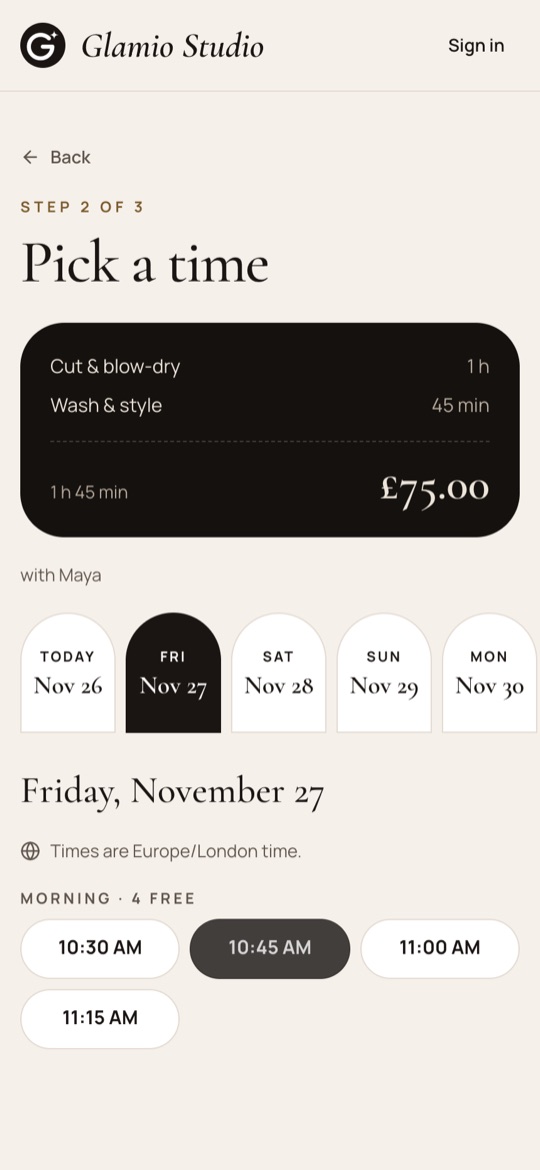 G Glamio Studio Sign in
← Back
STEP 2 OF 3
Pick a time
Cut & blow-dry 1 h
Wash & style 45 min
1 h 45 min £75.00
with Maya
TODAY FRI SAT SUN MON
Nov 26 Nov 27 Nov 28 Nov 29 Nov 30
Friday, November 27
Times are Europe/London time.
MORNING · 4 FREE
10:30 AM 10:45 AM 11:00 AM
11:15 AM